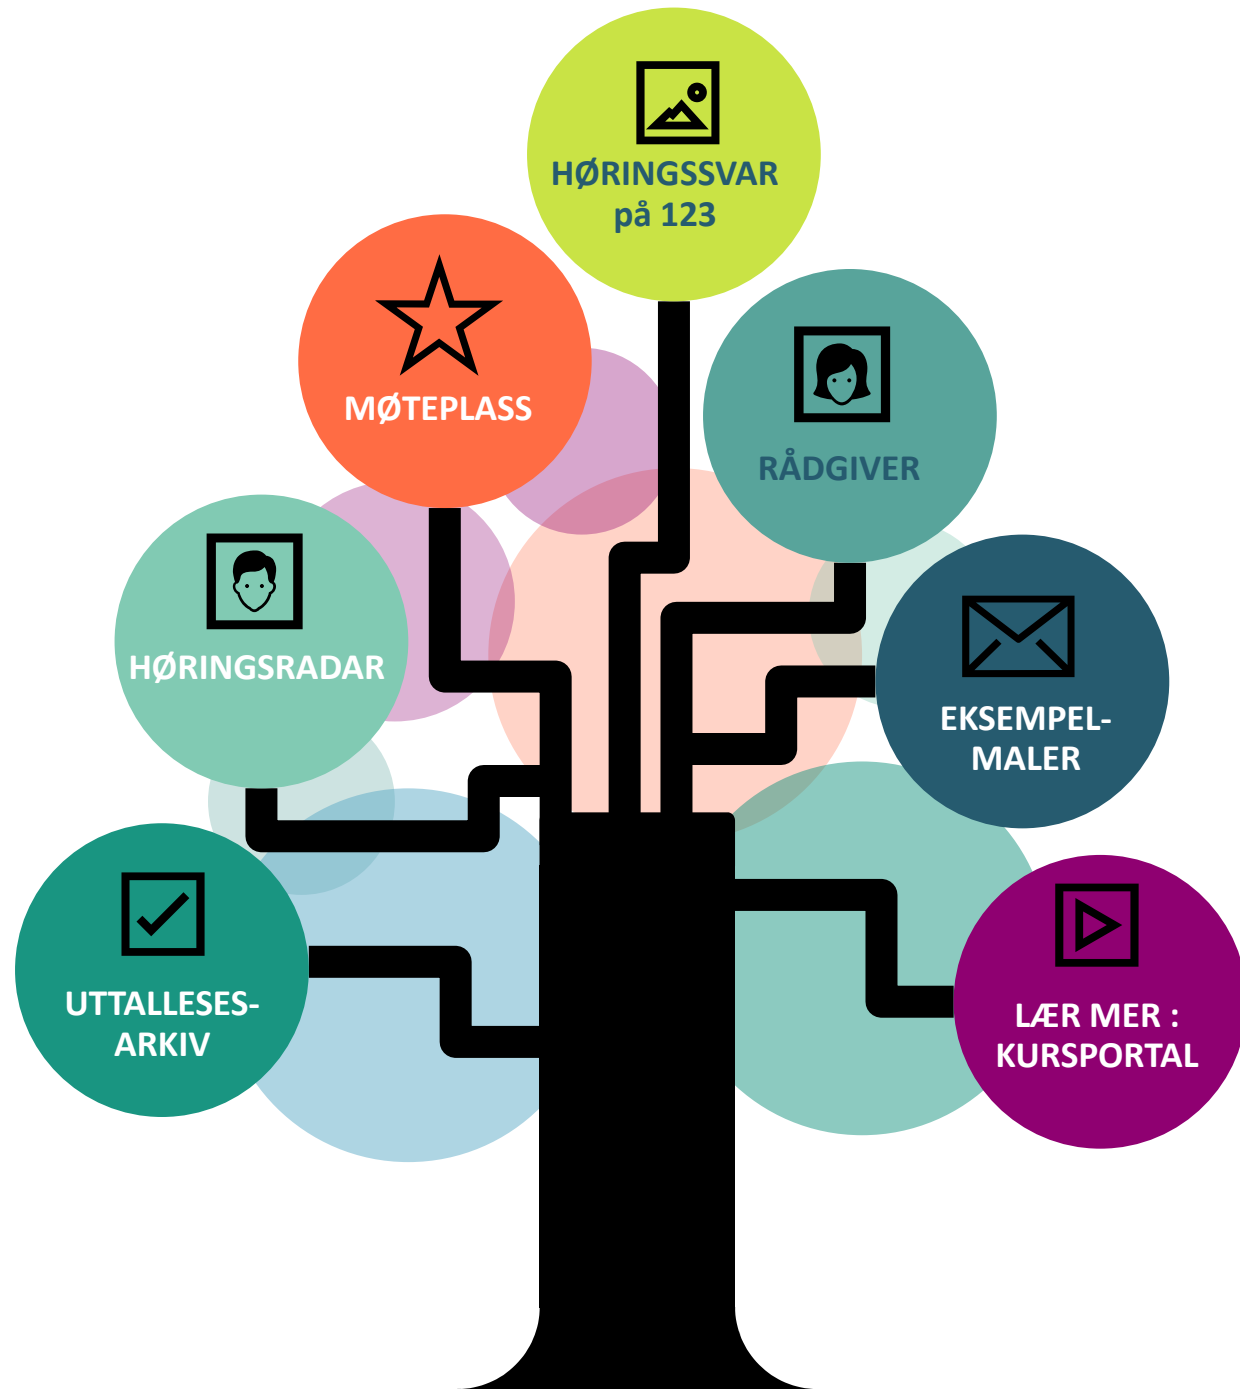 HØRINGSSVAR
på 123
MØTEPLASS
RÅDGIVER
HØRINGSRADAR
EKSEMPEL-
MALER
UTTALLESES-
ARKIV
LÆR MER :
KURSPORTAL